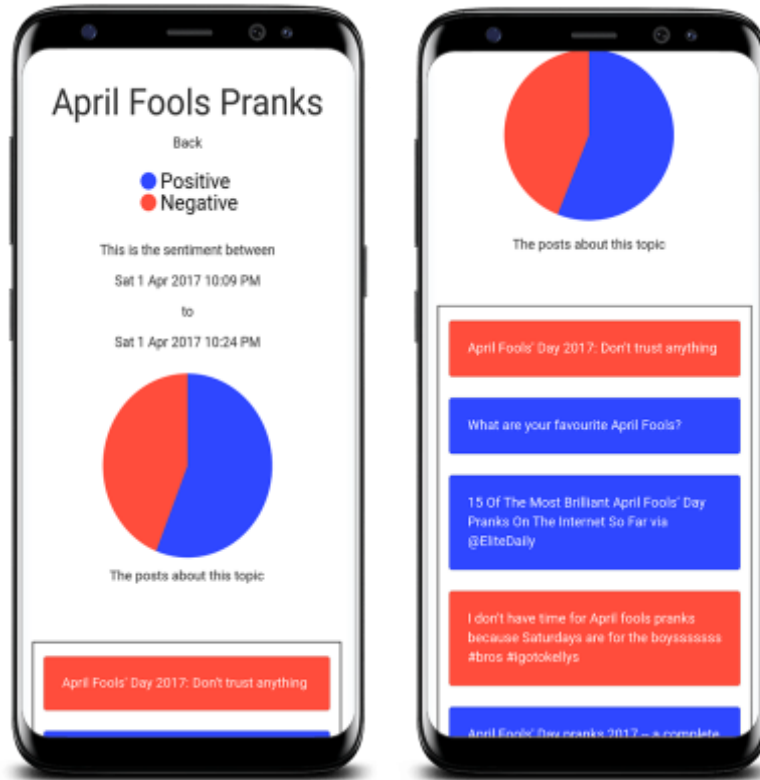 April Fools Pranks
Back
Positive
Negative
This is the sentiment between
Sat 1 Apr 2017 10:09 PM
to
Sat 1 Apr 2017 10:24 PM
The posts about this topic
April Fools' Day 2017: Don't trust anything
The posts about this topic
April Fools' Day 2017: Don't trust anything
What are your favourite April Fools?
15 Of The Most Brilliant April Fools' Day
Pranks On The Internet So Far via
@EliteDaily
I don't have time for April fools pranks
because Saturdays are for the boysssssss
#bros #igotokellys
April Fools' Day pranks 2017 – a complete